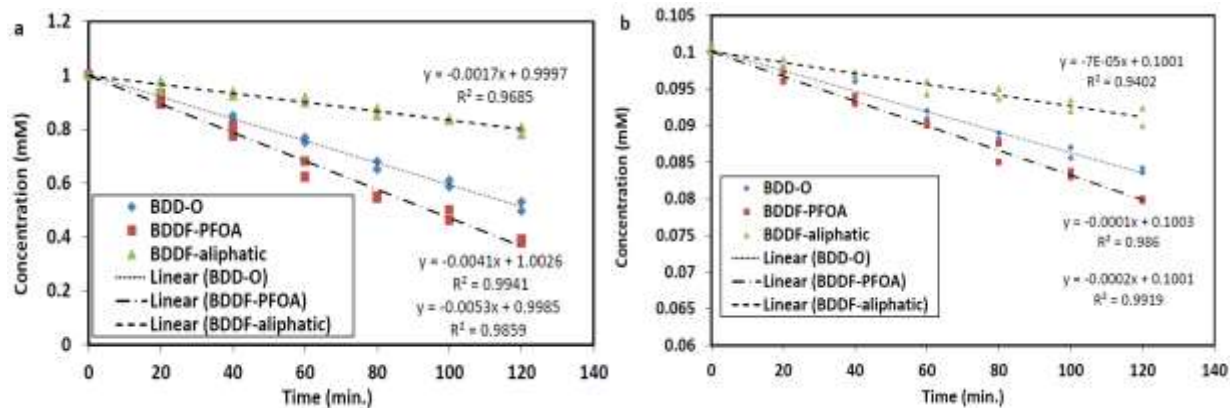 a
Concentration (mM)
1.2
1
0.8
0.6
0.4
0.2
0
y = -0.0017x + 0.9997
R² = 0.9685
BDD-O
BDDF-PFOA
BDDF-aliphatic
Linear (BDD-O)
Linear (BDDF-PFOA)
Linear (BDDF-aliphatic)
y = -0.0041x + 1.0026
R² = 0.9941
y = -0.0053x + 0.9985
R² = 0.9859
0 20 40 60 80 100 120 140
Time (min.)
b
Concentration (mM)
0.105
0.1
0.095
0.09
0.085
0.08
0.075
0.07
0.065
0.06
y = -7E-05x + 0.1001
R² = 0.9402
BDD-O
BDDF-PFOA
BDDF-aliphatic
Linear (BDD-O)
Linear (BDDF-PFOA)
Linear (BDDF-aliphatic)
y = -0.0001x + 0.1003
R² = 0.986
y = -0.0002x + 0.1001
R² = 0.9919
0 20 40 60 80 100 120 140
Time (min.)